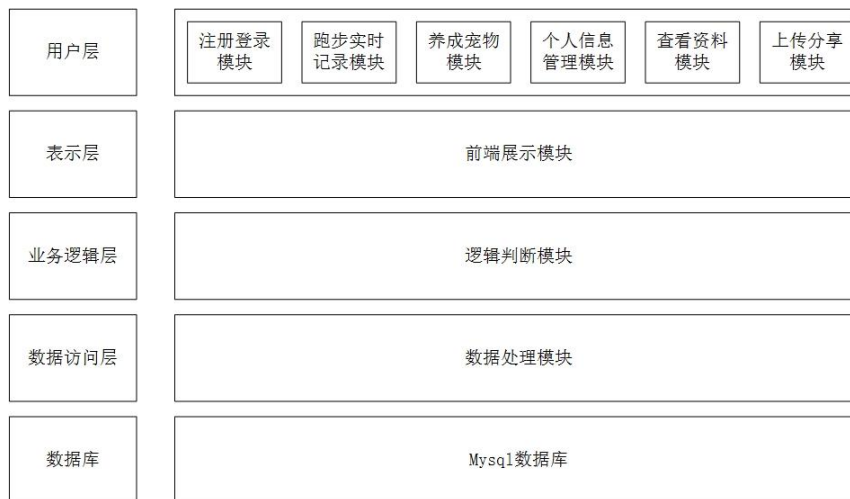 用户层
注册登录
模块
跑步实时
记录模块
养成宠物
模块
个人信息
管理模块
查看资料
模块
上传分享
模块
表示层
前端展示模块
业务逻辑层
逻辑判断模块
数据访问层
数据处理模块
数据库
Mysql数据库